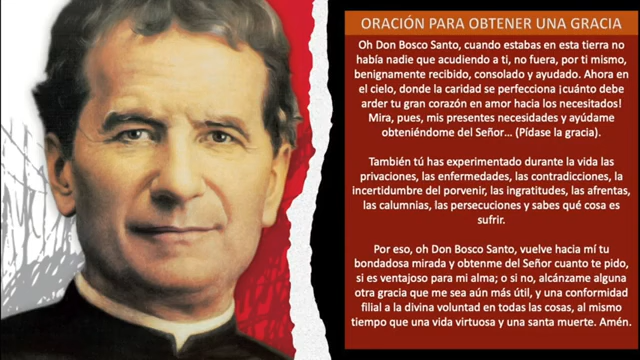 ORACIÓN PARA OBTENER UNA GRACIA
Oh Don Bosco Santo, cuando estabas en esta tierra no
había nadie que acudiendo a ti, no fuera, por ti mismo,
benignamente recibido, consolado y ayudado. Ahora en
el cielo, donde la caridad se perfecciona ¡cuánto debe
arder tu gran corazón en amor hacia los necesitados!
Mira, pues, mis presentes necesidades y ayúdame
obteniéndome del Señor... (Pídase la gracia).
También tú has experimentado durante la vida las
privaciones, las enfermedades, las contradicciones, la
incertidumbre del porvenir, las ingratitudes, las afrentas,
las calumnias, las persecuciones y sabes qué cosa es
sufrir.
Por eso, oh Don Bosco Santo, vuelve hacia mí tu
bondadosa mirada y obtenme del Señor cuanto te pido,
si es ventajoso para mi alma; o si no, alcánzame alguna
otra gracia que me sea aún más útil, y una conformidad
filial a la divina voluntad en todas las cosas, al mismo
tiempo que una vida virtuosa y una santa muerte. Amén.